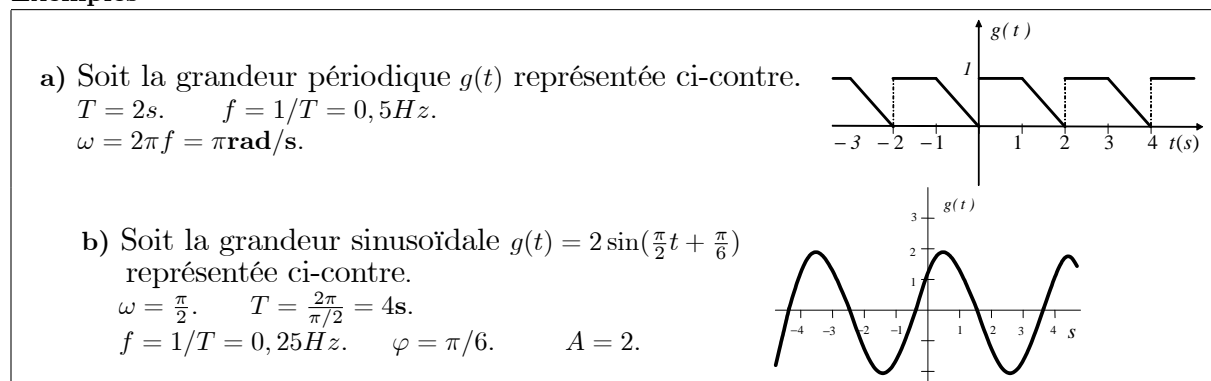 a) Soit la grandeur périodique g(t) représentée ci-contre.
T = 2s. f = 1/T = 0,5Hz.
ω = 2πf = πrad/s.
g(t)
1
-3 -2 -1 1 2 3 4 t(s)
b) Soit la grandeur sinusoïdale g(t) = 2 sin(π/2 t + π/6)
représentée ci-contre.
ω = π/2. T = 2π/(π/2) = 4s.
f = 1/T = 0,25Hz. φ = π/6. A = 2.
g(t)
3
2
1
-4 -3 -2 -1 1 2 3 4 s